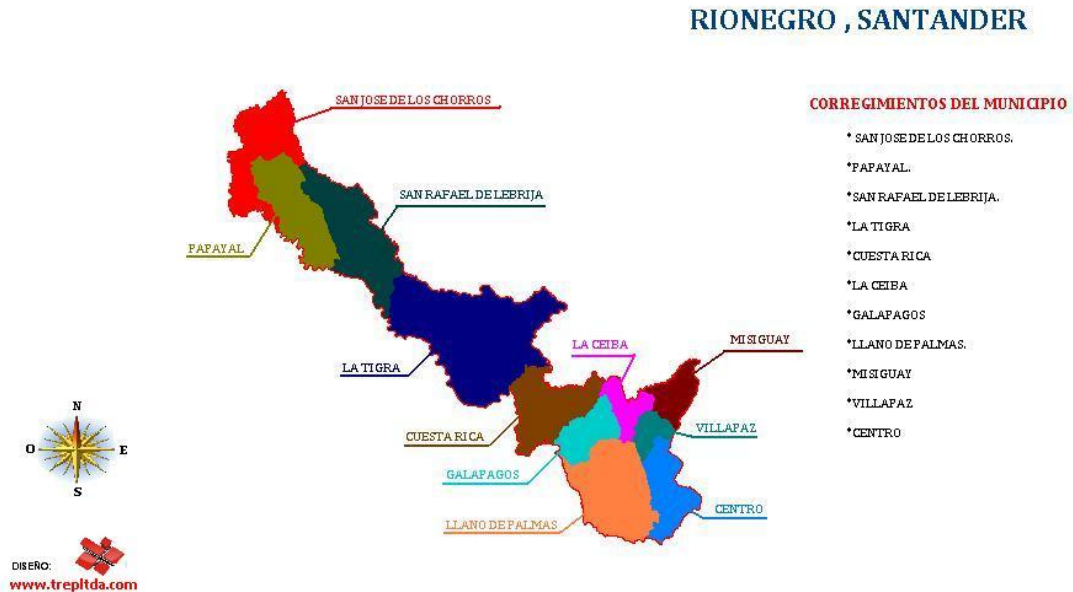 RIONEGRO , SANTANDER
SAN JOSE DE LOS CHORROS
SAN RAFAEL DE LEBRIJA
PAPAYAL
LA TIGRA
LA CEIBA
MISIGUAY
CUESTA RICA
VILLAPAZ
GALAPAGOS
CENTRO
LLANO DE PALMAS
CORREGIMIENTOS DEL MUNICIPIO
* SAN JOSE DE LOS CHORROS.
*PAPAYAL.
*SAN RAFAEL DE LEBRIJA.
*LA TIGRA
*CUESTA RICA
*LA CEIBA
*GALAPAGOS
*LLANO DE PALMAS.
*MISIGUAY
*VILLAPAZ
*CENTRO
N
O E
S
DISEÑO:
www.trepltda.com